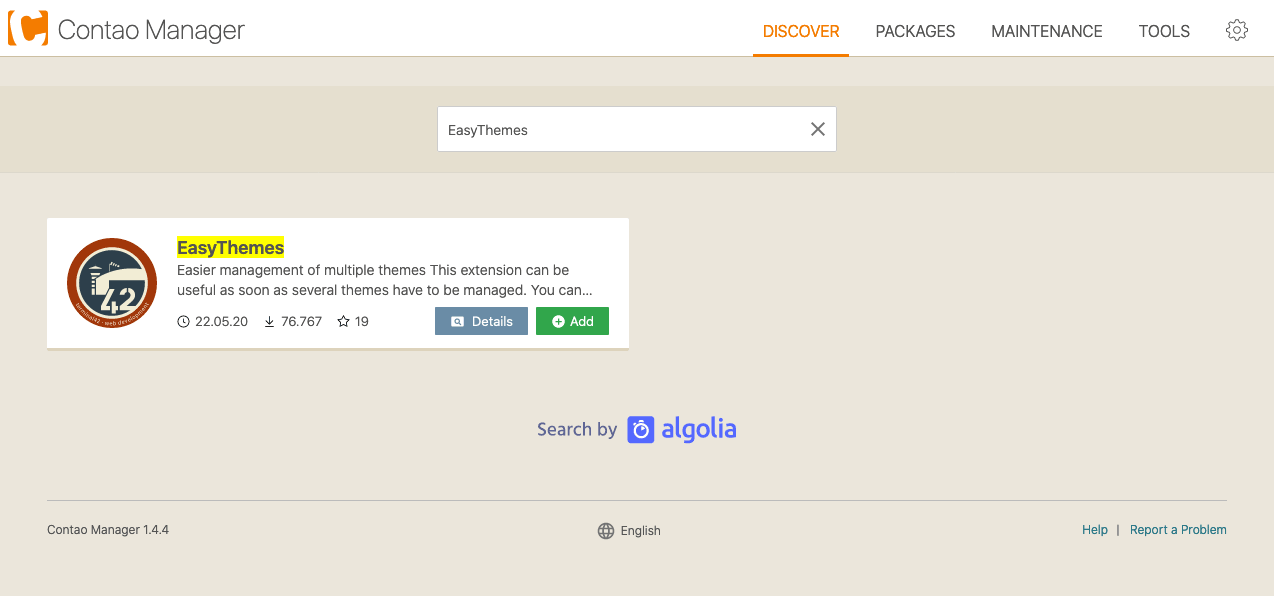 Contao Manager
DISCOVER PACKAGES MAINTENANCE TOOLS
EasyThemes
EasyThemes
Easier management of multiple themes This extension can be
useful as soon as several themes have to be managed. You can...
22.05.20 76.767 19 Details Add
42
terminal42 · web development
Search by algolia
Contao Manager 1.4.4 English Help | Report a Problem